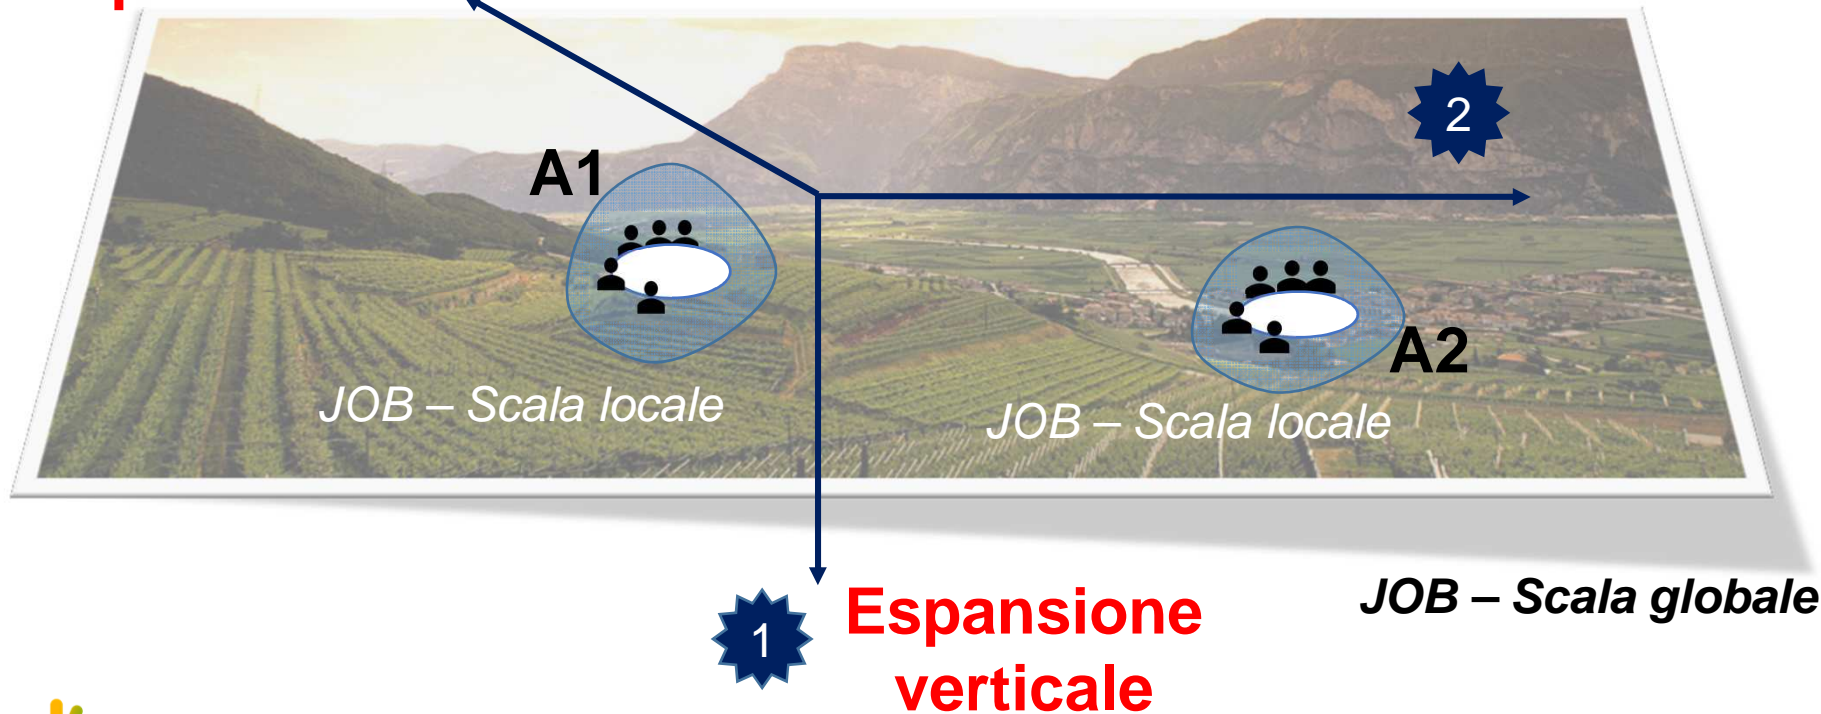 2
A1
A2
JOB – Scala locale
JOB – Scala locale
JOB – Scala globale
1
Espansione
verticale